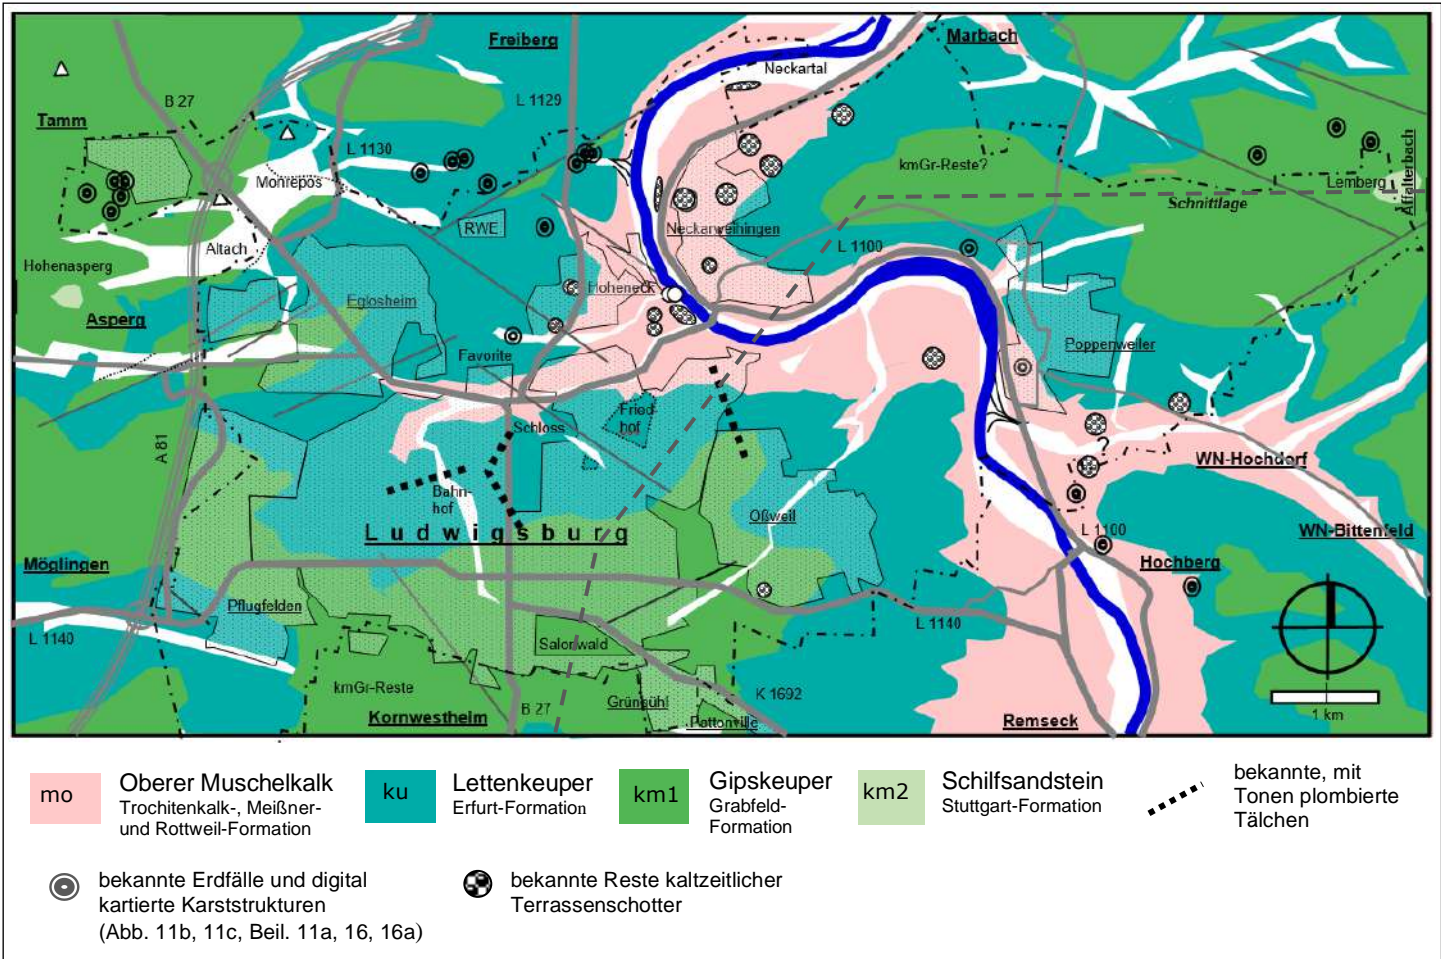 Freiberg
Marbach
Neckartal
B 27
L 1129
Tamm
L 1130
Monrepos
kmGr-Reste?
Lemberg
Affalterbach
Schnittlage
RWE
Neckarweihingen
Altach
L 1100
Hohenasperg
Hoheneck
Eglosheim
Asperg
Poppenweiler
Favorite
Fried
hof
Schloss
A 81
WN-Hochdorf
?
Bahn-
hof
Oßweil
Ludwigsburg
L 1100
WN-Bittenfeld
Möglingen
Hochberg
Pflugfelden
L 1140
L 1140
Salonwald
kmGr-Reste
Grünbühl
K 1692
B 27
Kornwestheim
Pattonville
Remseck
1 km
mo
Oberer Muschelkalk
Trochitenkalk-, Meißner-
und Rottweil-Formation
ku
Lettenkeuper
Erfurt-Formation
km1
Gipskeuper
Grabfeld-
Formation
km2
Schilfsandstein
Stuttgart-Formation
bekannte, mit
Tonen plombierte
Tälchen
bekannte Erdfälle und digital
kartierte Karststrukturen
(Abb. 11b, 11c, Beil. 11a, 16, 16a)
bekannte Reste kaltzeitlicher
Terrassenschotter